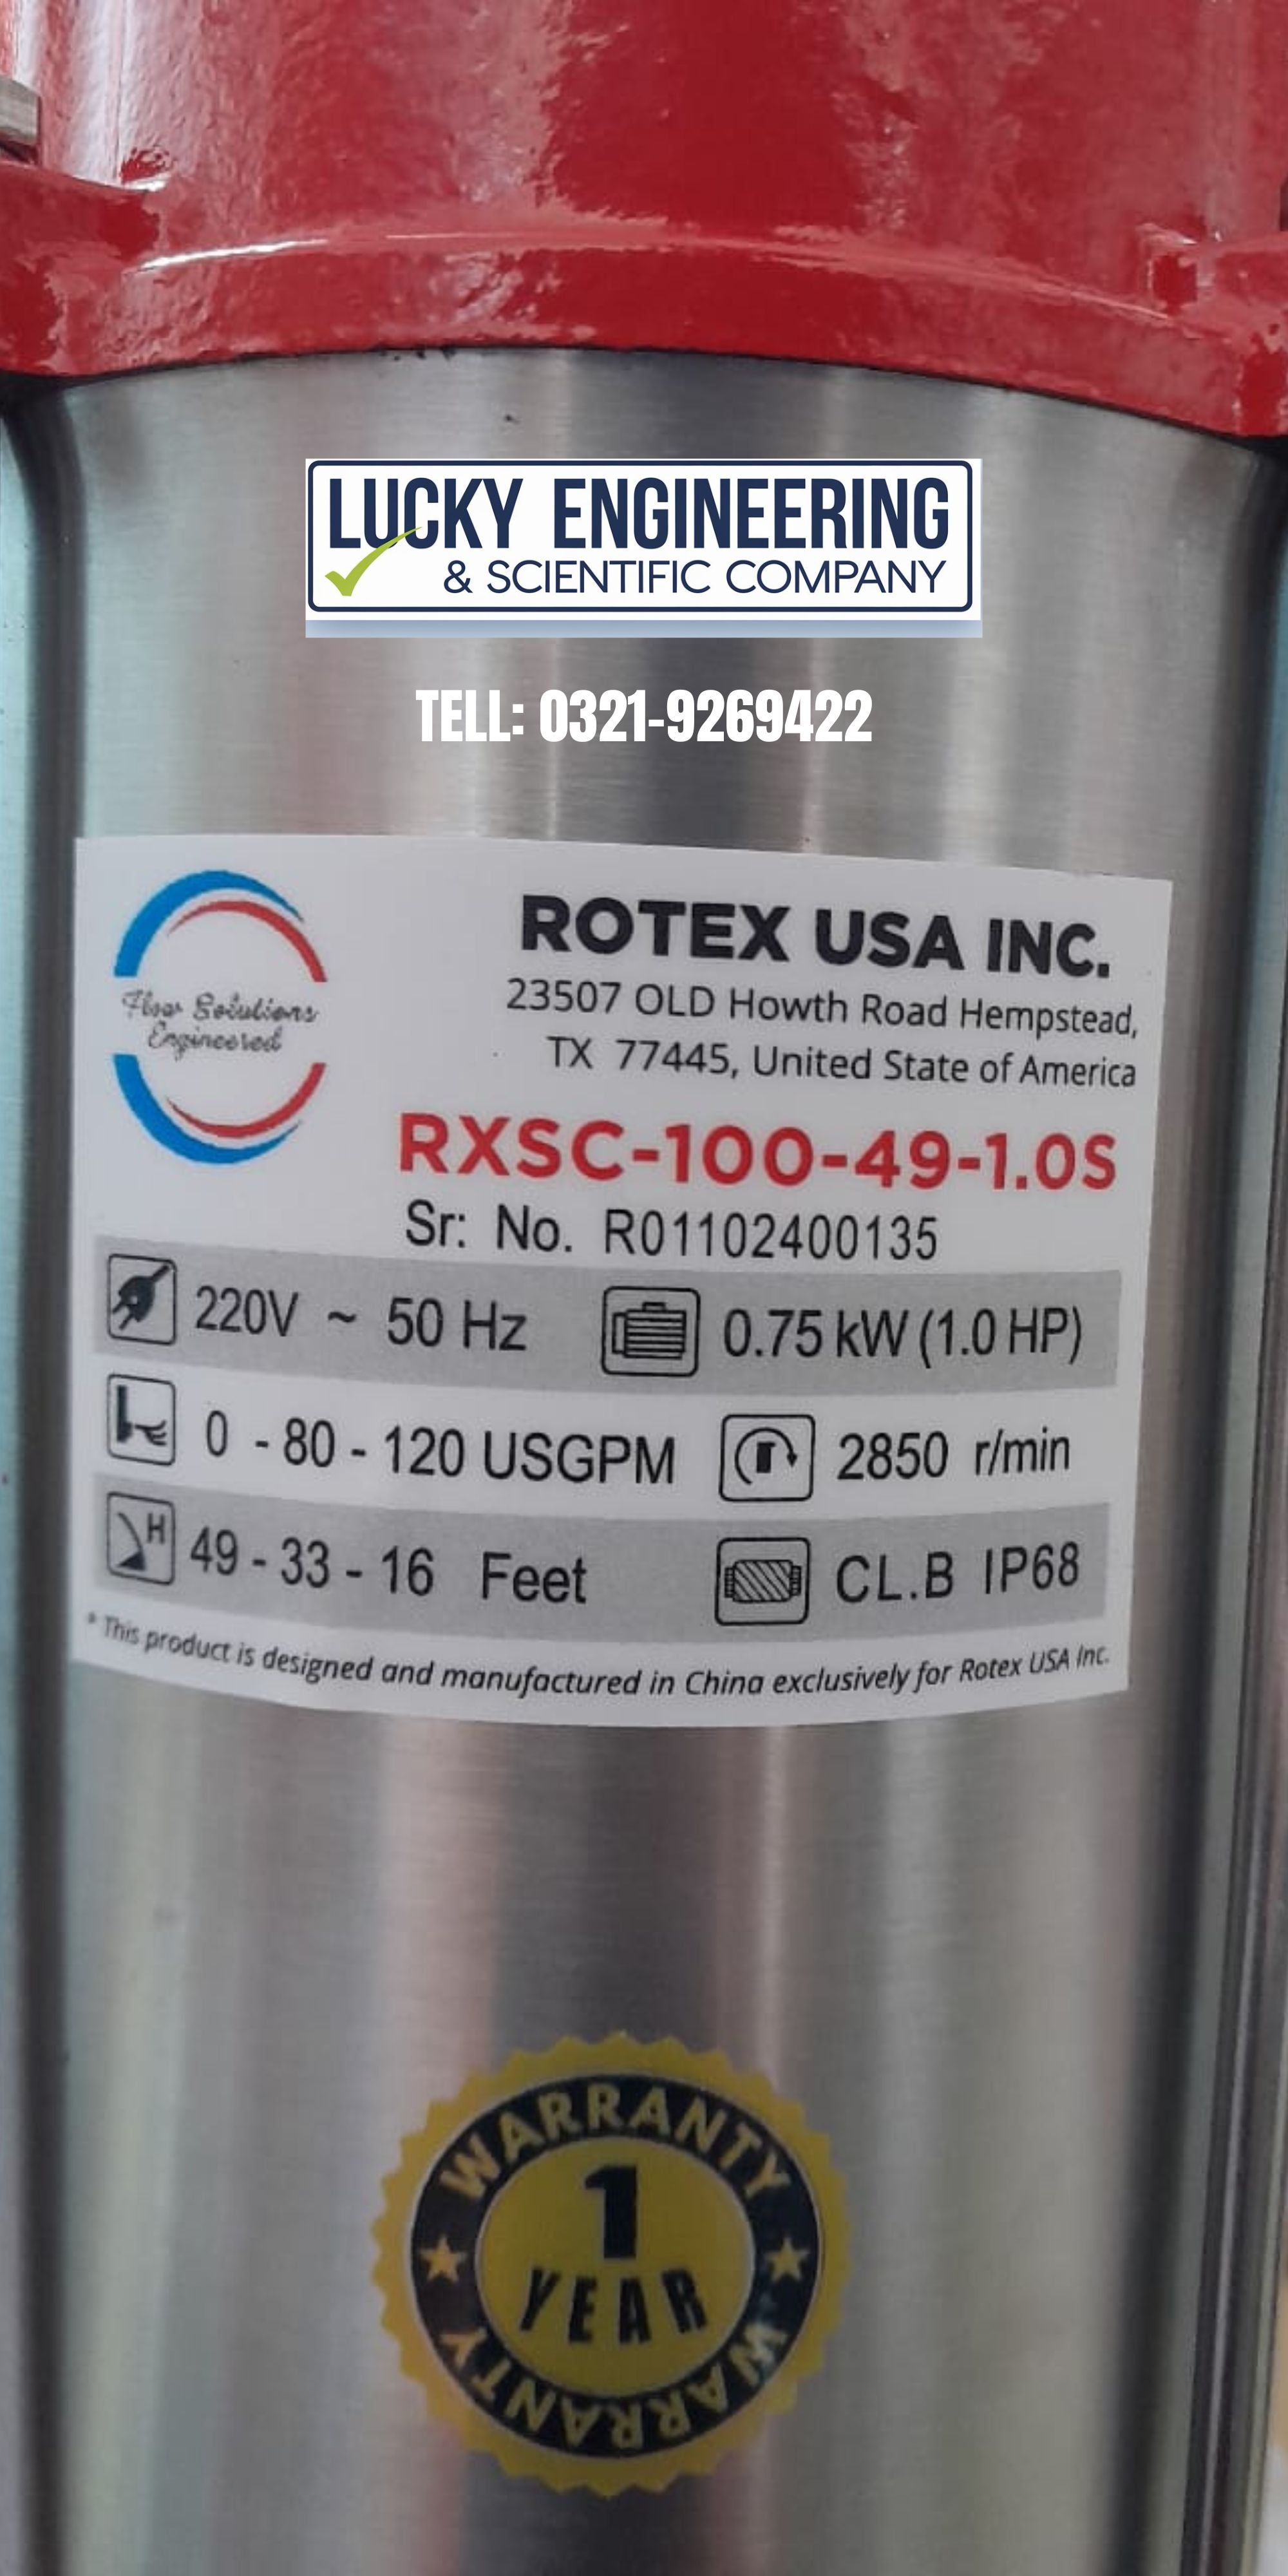 LUCKY ENGINEERING
& SCIENTIFIC COMPANY
TELL: 0321-9269422
Flow Solutions
Engineered
ROTEX USA INC.
23507 OLD Howth Road Hempstead,
TX 77445, United State of America
RXSC-100-49-1.0S
Sr: No. R01102400135
220V ~ 50 Hz 0.75 kW (1.0 HP)
0 - 80 - 120 USGPM 2850 r/min
H 49 - 33 - 16 Feet CL.B IP68
* This product is designed and manufactured in China exclusively for Rotex USA Inc.
WARRANTY
1
YEAR
WARRANTY